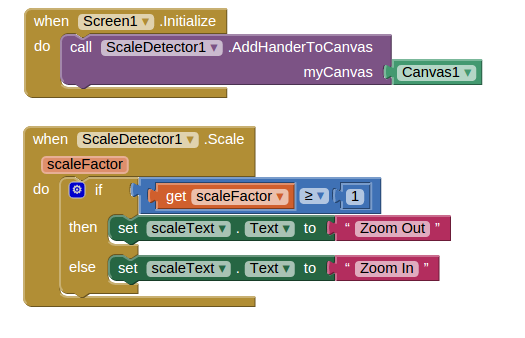 when Screen1 .Initialize
do call ScaleDetector1 .AddHanderToCanvas
myCanvas Canvas1
when ScaleDetector1 .Scale
scaleFactor
do if get scaleFactor ≥ 1
then set scaleText . Text to “ Zoom Out ”
else set scaleText . Text to “ Zoom In ”